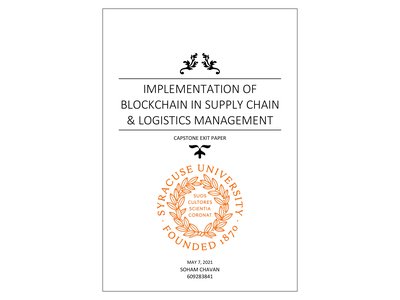 IMPLEMENTATION OF
BLOCKCHAIN IN SUPPLY CHAIN
& LOGISTICS MANAGEMENT
CAPSTONE EXIT PAPER
SYRACUSE UNIVERSITY
SUOS
CULTORES
SCIENTIA
CORONAT
FOUNDED 1870
MAY 7, 2021
SOHAM CHAVAN
609283841